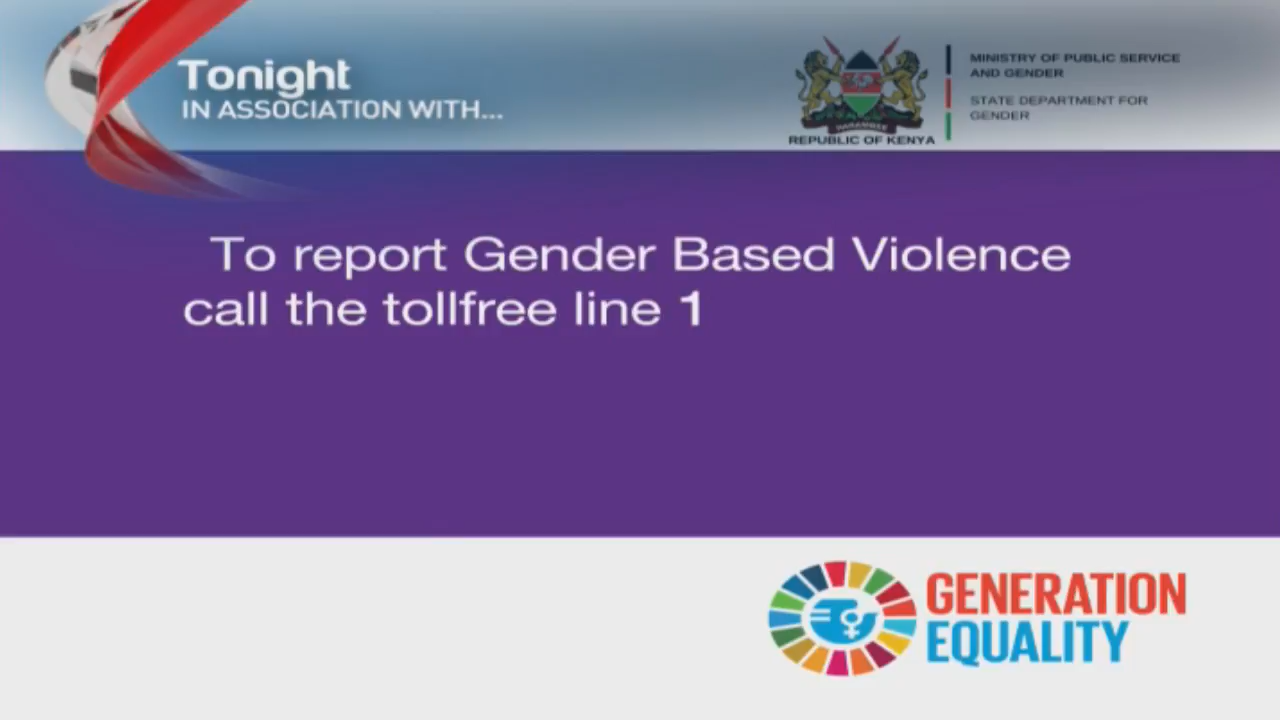 Tonight
IN ASSOCIATION WITH...
MINISTRY OF PUBLIC SERVICE
AND GENDER
STATE DEPARTMENT FOR
GENDER
HARAMBEE
REPUBLIC OF KENYA
To report Gender Based Violence
call the tollfree line 1
GENERATION
EQUALITY